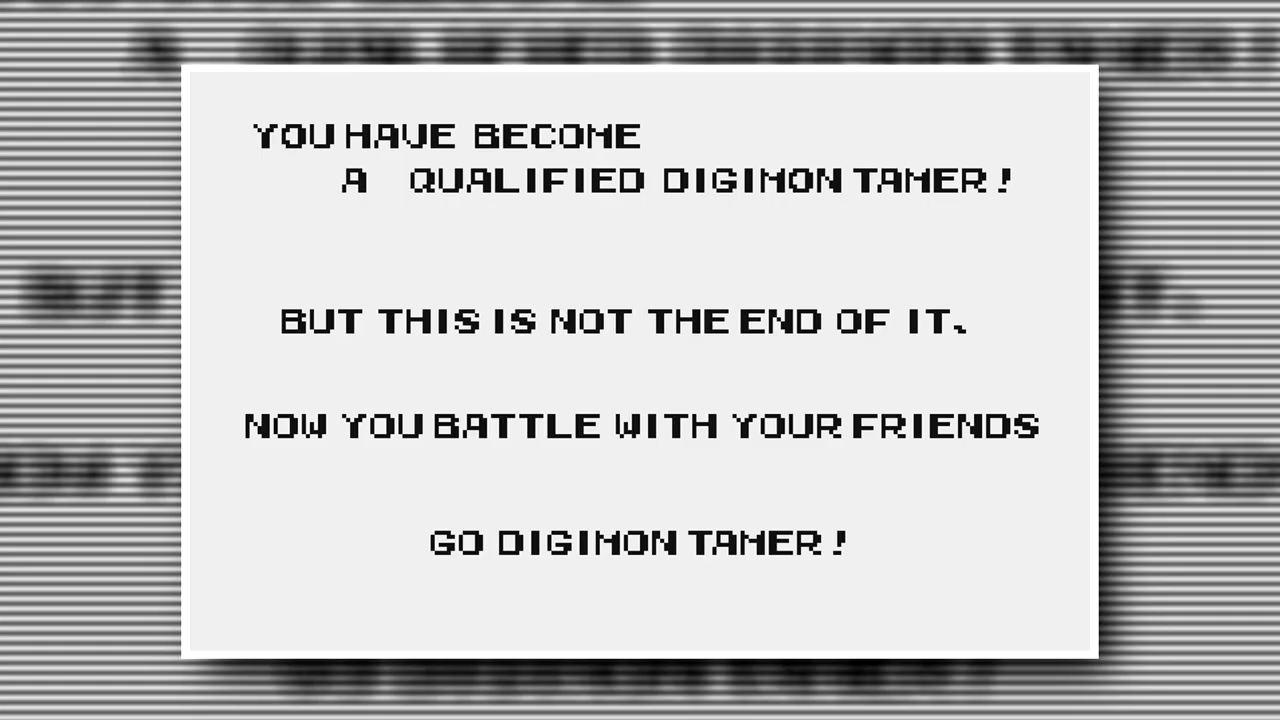 YOU HAVE BECOME
A QUALIFIED DIGIMON TAMER!
BUT THIS IS NOT THE END OF IT、
NOW YOU BATTLE WITH YOUR FRIENDS
GO DIGIMON TAMER!